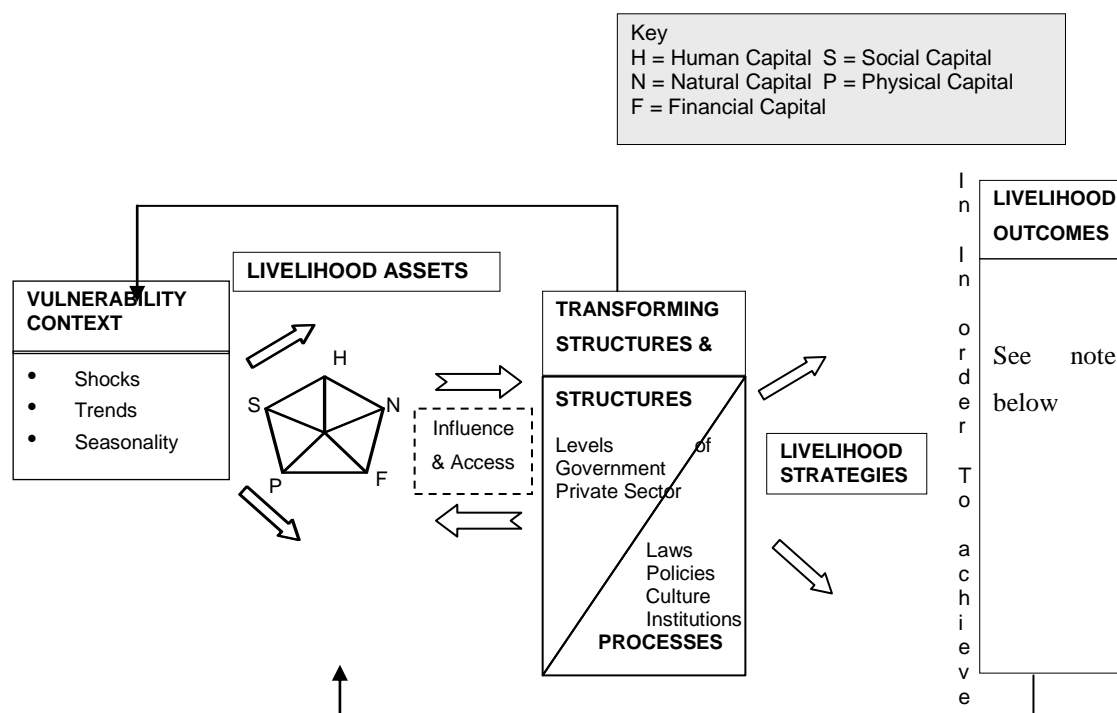 Key
H = Human Capital S = Social Capital
N = Natural Capital P = Physical Capital
F = Financial Capital
LIVELIHOOD ASSETS
VULNERABILITY
CONTEXT
• Shocks
• Trends
• Seasonality
H
S
N
P
F
Influence
& Access
TRANSFORMING
STRUCTURES &
STRUCTURES
Levels of
Government
Private Sector
Laws
Policies
Culture
Institutions
PROCESSES
LIVELIHOOD
STRATEGIES
In In order To achieve
LIVELIHOOD
OUTCOMES
See note
below